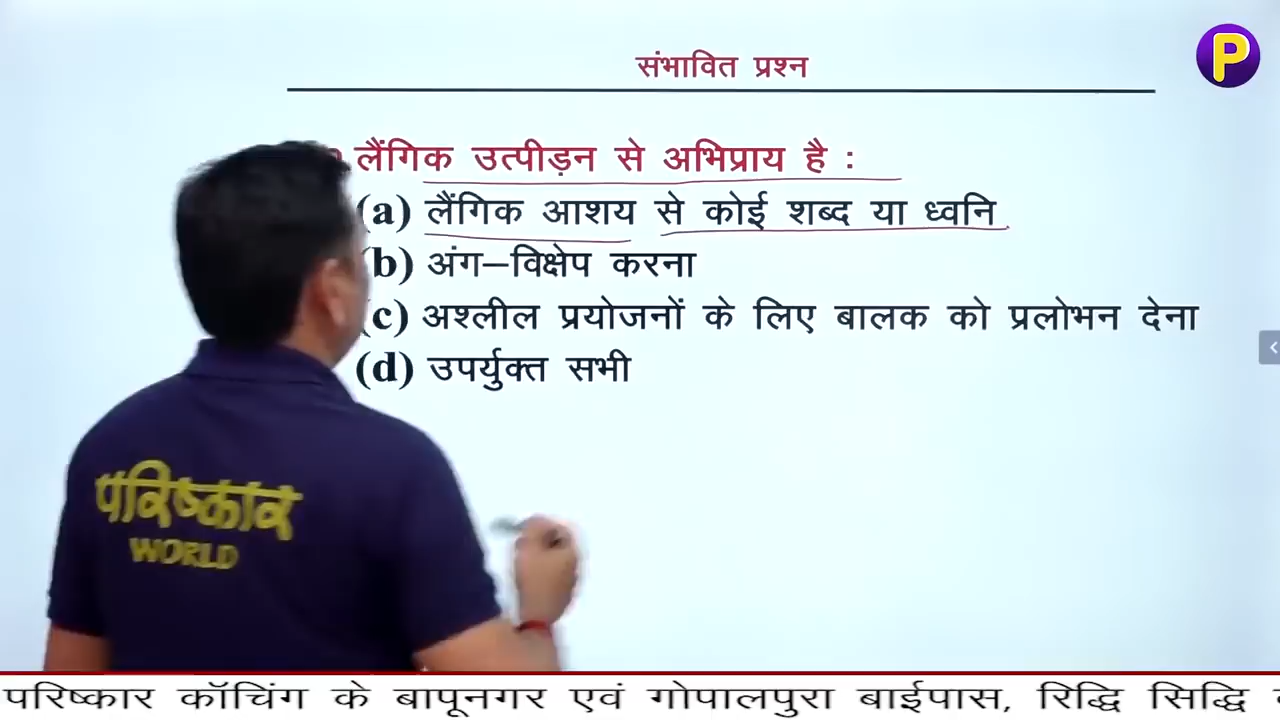 संभावित प्रश्न
P
लैंगिक उत्पीड़न से अभिप्राय है :
(a) लैंगिक आशय से कोई शब्द या ध्वनि
(b) अंग–विक्षेप करना
(c) अश्लील प्रयोजनों के लिए बालक को प्रलोभन देना
(d) उपर्युक्त सभी
परिष्कार
WORLD
परिष्कार कॉचिंग के बापूनगर एवं गोपालपुरा बाईपास, रिद्धि सिद्धि